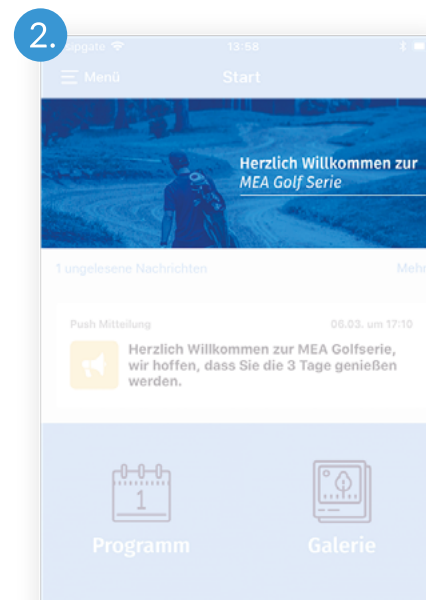 2.
sipgate 13:58
Menü Start
Herzlich Willkommen zur
MEA Golf Serie
1 ungelesene Nachrichten Mehr
Push Mitteilung 06.03. um 17:10
Herzlich Willkommen zur MEA Golfserie,
wir hoffen, dass Sie die 3 Tage genießen
werden.
1
Programm Galerie